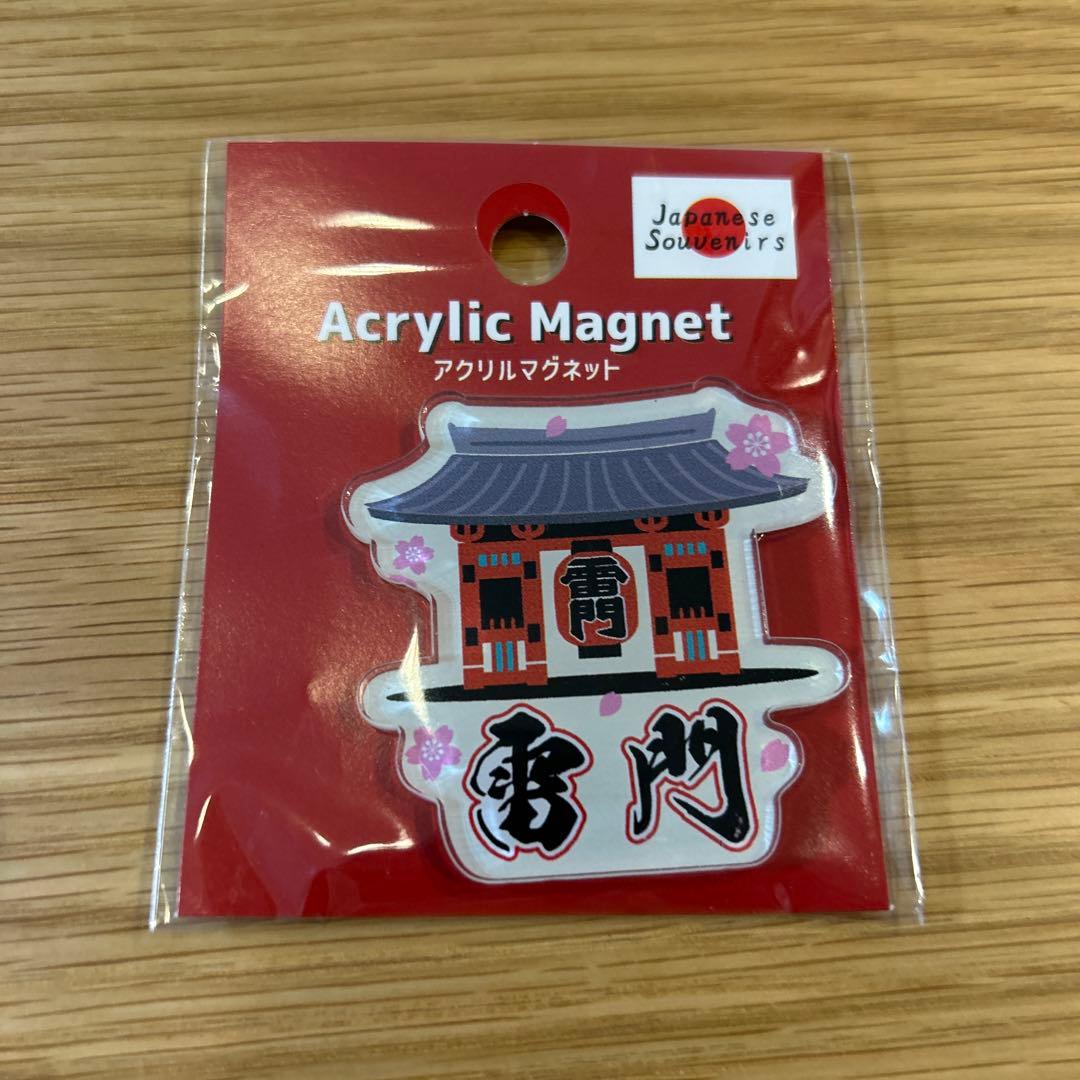 Japanese
Souvenirs
Acrylic Magnet
アクリルマグネット
雷門
雷門